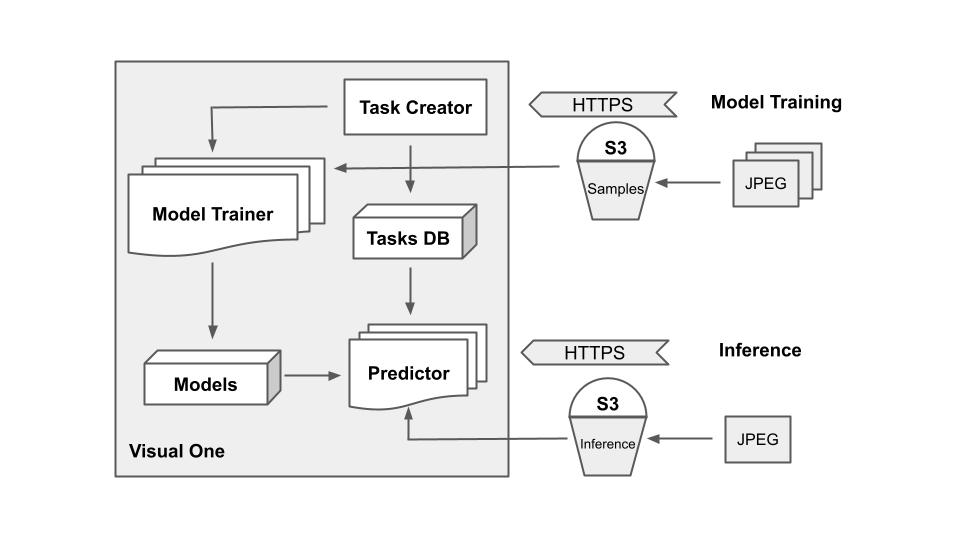 Task Creator
HTTPS
Model Training
S3
Samples
JPEG
Model Trainer
Tasks DB
HTTPS
Inference
Models
Predictor
S3
Inference
JPEG
Visual One